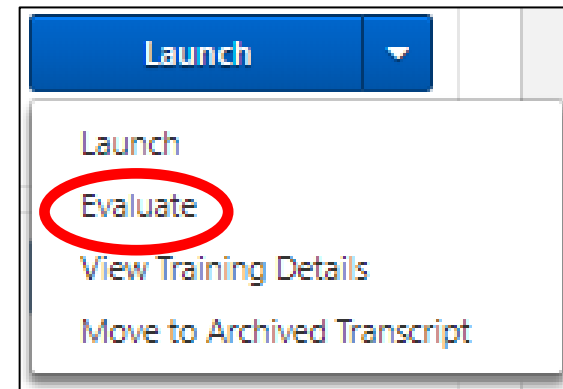 Launch
Launch
Evaluate
View Training Details
Move to Archived Transcript